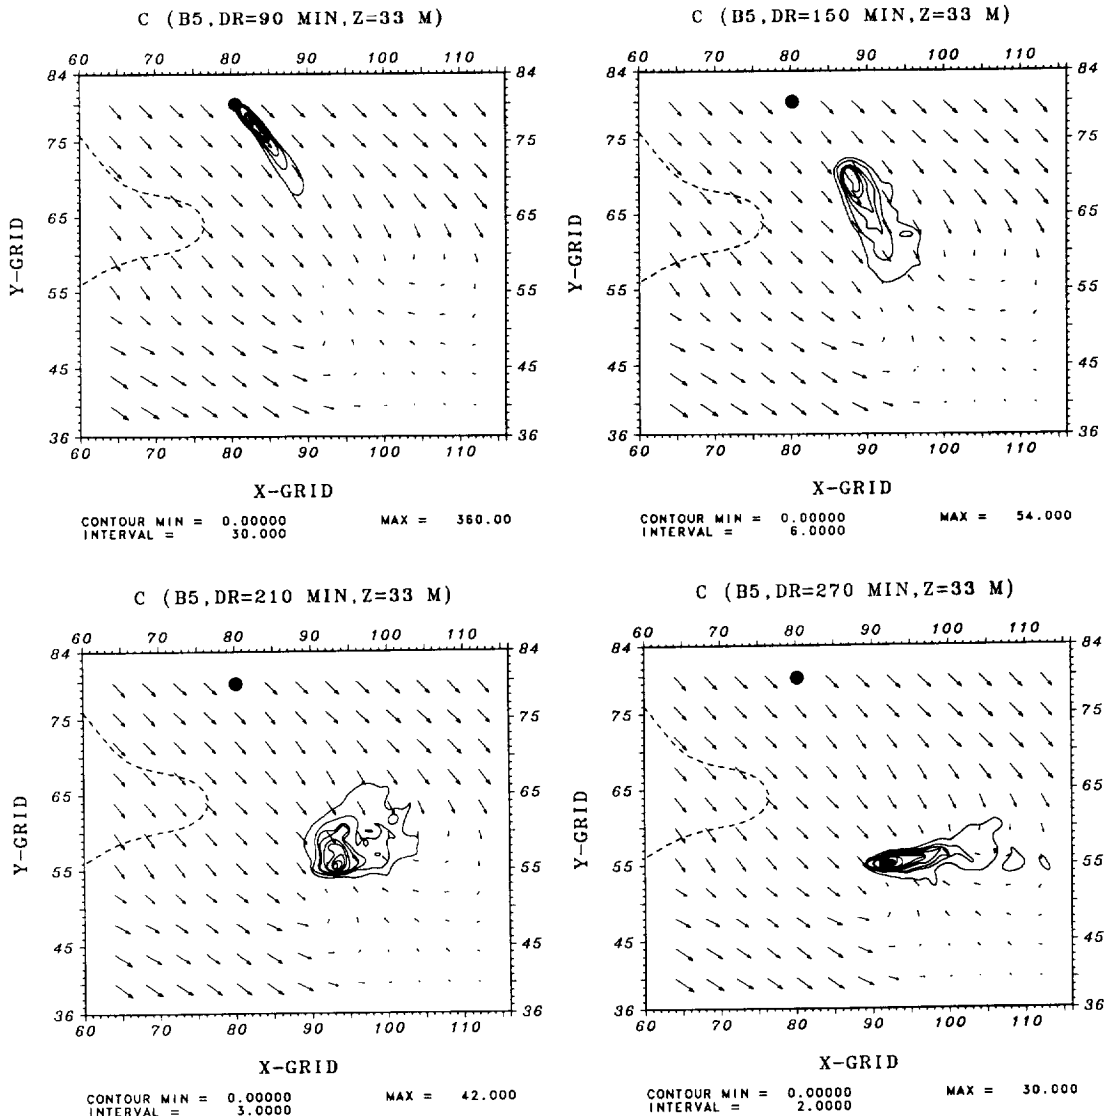 C (B5,DR=90 MIN,Z=33 M)
60 70 80 90 100 110
84 84
75 75
65 65
55 55
45 45
36 36
Y-GRID
60 70 80 90 100 110
X-GRID
CONTOUR MIN = 0.00000 MAX = 360.00
INTERVAL = 30.000
C (B5,DR=150 MIN,Z=33 M)
60 70 80 90 100 110
84 84
75 75
65 65
55 55
45 45
36 36
Y-GRID
60 70 80 90 100 110
X-GRID
CONTOUR MIN = 0.00000 MAX = 54.000
INTERVAL = 6.0000
C (B5,DR=210 MIN,Z=33 M)
60 70 80 90 100 110
84 84
75 75
65 65
55 55
45 45
36 36
Y-GRID
60 70 80 90 100 110
X-GRID
CONTOUR MIN = 0.00000 MAX = 42.000
INTERVAL = 3.0000
C (B5,DR=270 MIN,Z=33 M)
60 70 80 90 100 110
84 84
75 75
65 65
55 55
45 45
36 36
Y-GRID
60 70 80 90 100 110
X-GRID
CONTOUR MIN = 0.00000 MAX = 30.000
INTERVAL = 2.0000